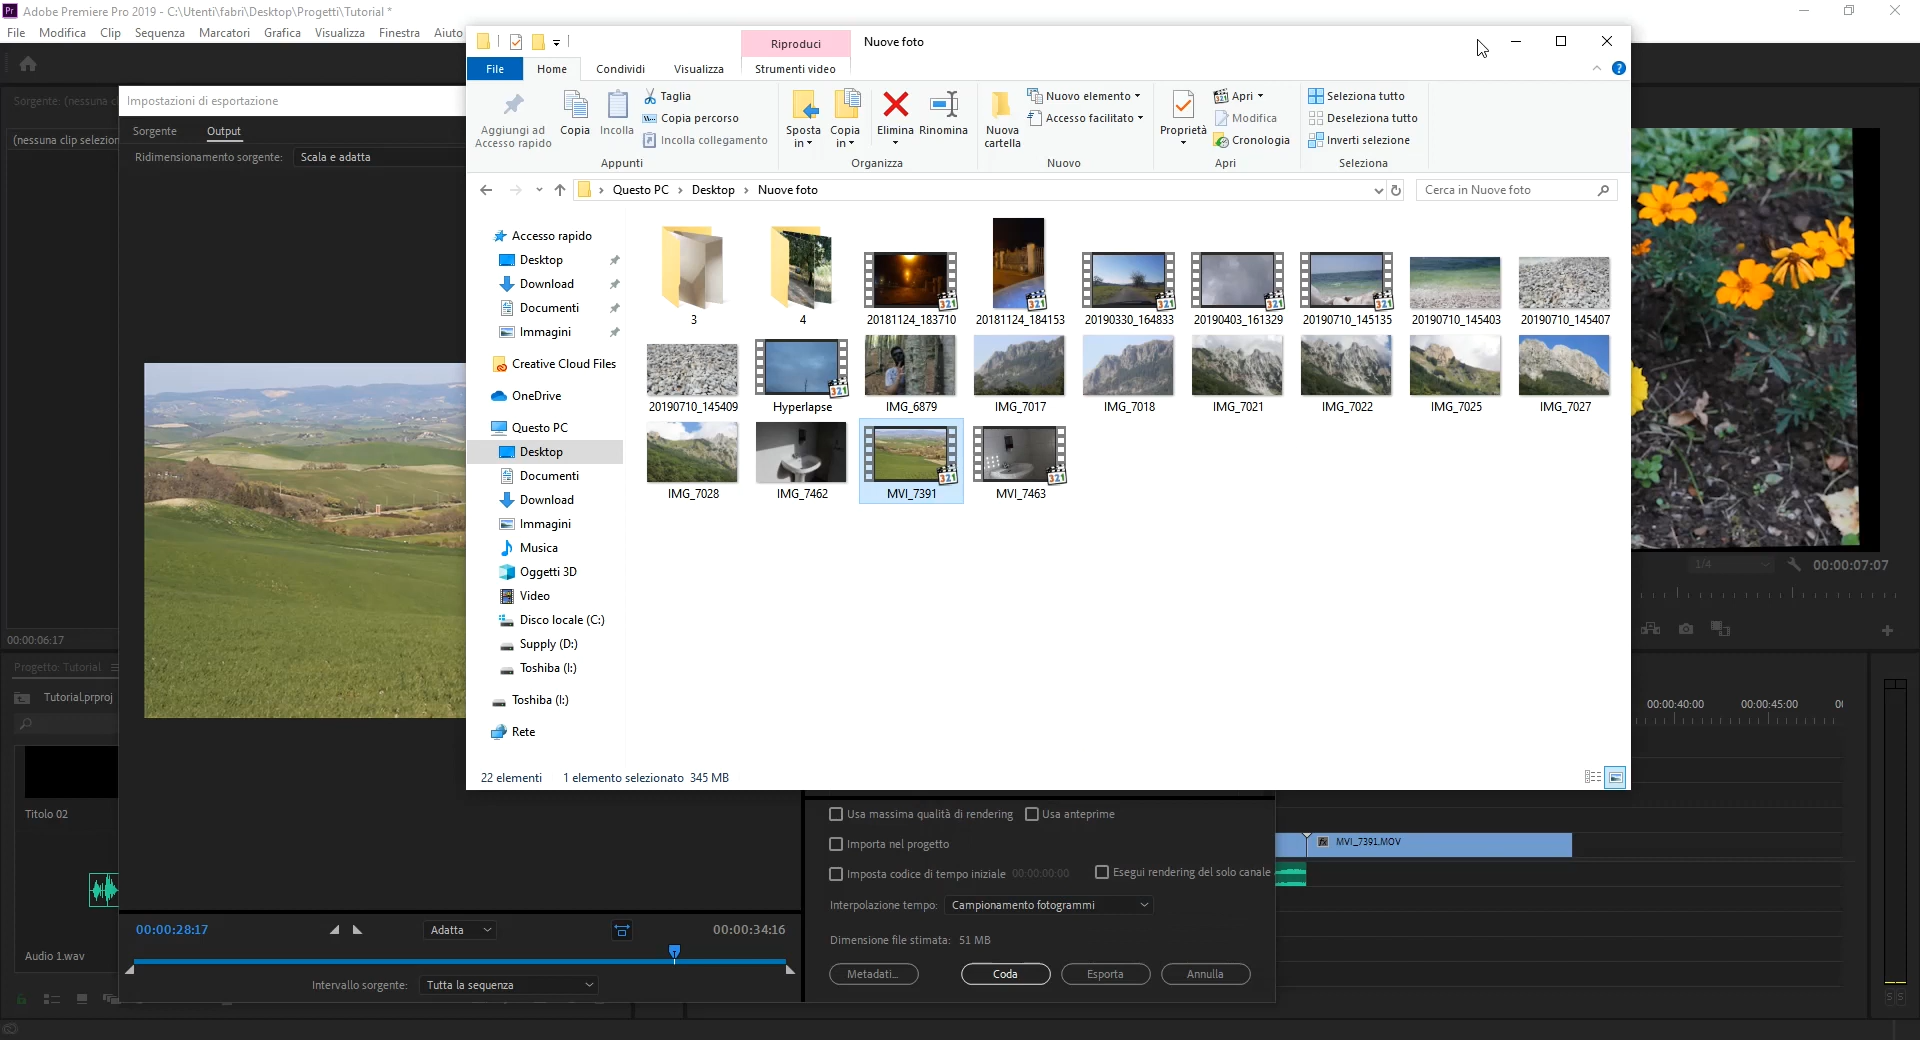 Pr Adobe Premiere Pro 2019 - C:\Utenti\fabri\Desktop\Progetti\Tutorial *
File Modifica Clip Sequenza Marcatori Grafica Finestra Visualizza Aiuto
Sorgente: (nessuna c
(nessuna clip selezion
Impostazioni di esportazione
Sorgente Output
Ridimensionamento sorgente: Scala e adatta
Riproduci Nuove foto
File Home Condividi Visualizza Strumenti video
Aggiungi ad Accesso rapido
Copia
Incolla
Taglia
Copia percorso
Incolla collegamento
Appunti
Sposta in
Copia in
Elimina
Rinomina
Organizza
Nuova cartella
Nuovo elemento
Accesso facilitato
Nuovo
Proprietà
Apri
Modifica
Cronologia
Apri
Seleziona tutto
Deseleziona tutto
Inverti selezione
Seleziona
Questo PC › Desktop › Nuove foto
Cerca in Nuove foto
Accesso rapido
Desktop
Download
Documenti
Immagini
Creative Cloud Files
OneDrive
Questo PC
Desktop
Documenti
Download
Immagini
Musica
Oggetti 3D
Video
Disco locale (C:)
Supply (D:)
Toshiba (I:)
Toshiba (I:)
Rete
3 4 20181124_183710 20181124_184153 20190330_164833 20190403_161329 20190710_145135 20190710_145403 20190710_145407
20190710_145409 Hyperlapse IMG_6879 IMG_7017 IMG_7018 IMG_7021 IMG_7022 IMG_7025 IMG_7027
IMG_7028 IMG_7462 MVI_7391 MVI_7463
22 elementi 1 elemento selezionato 345 MB
1/4 00:00:07:07
00:00:06:17
Progetto: Tutorial
Tutorial.prproj
Titolo 02
Audio 1.wav
00:00:40:00 00:00:45:00
fx MVI_7391.MOV
Usa massima qualità di rendering Usa anteprime
Importa nel progetto
Imposta codice di tempo iniziale 00:00:00:00 Esegui rendering del solo canale
Interpolazione tempo: Campionamento fotogrammi
Dimensione file stimata: 51 MB
Metadati... Coda Esporta Annulla
00:00:28:17 Adatta 00:00:34:16
Intervallo sorgente: Tutta la sequenza
S S